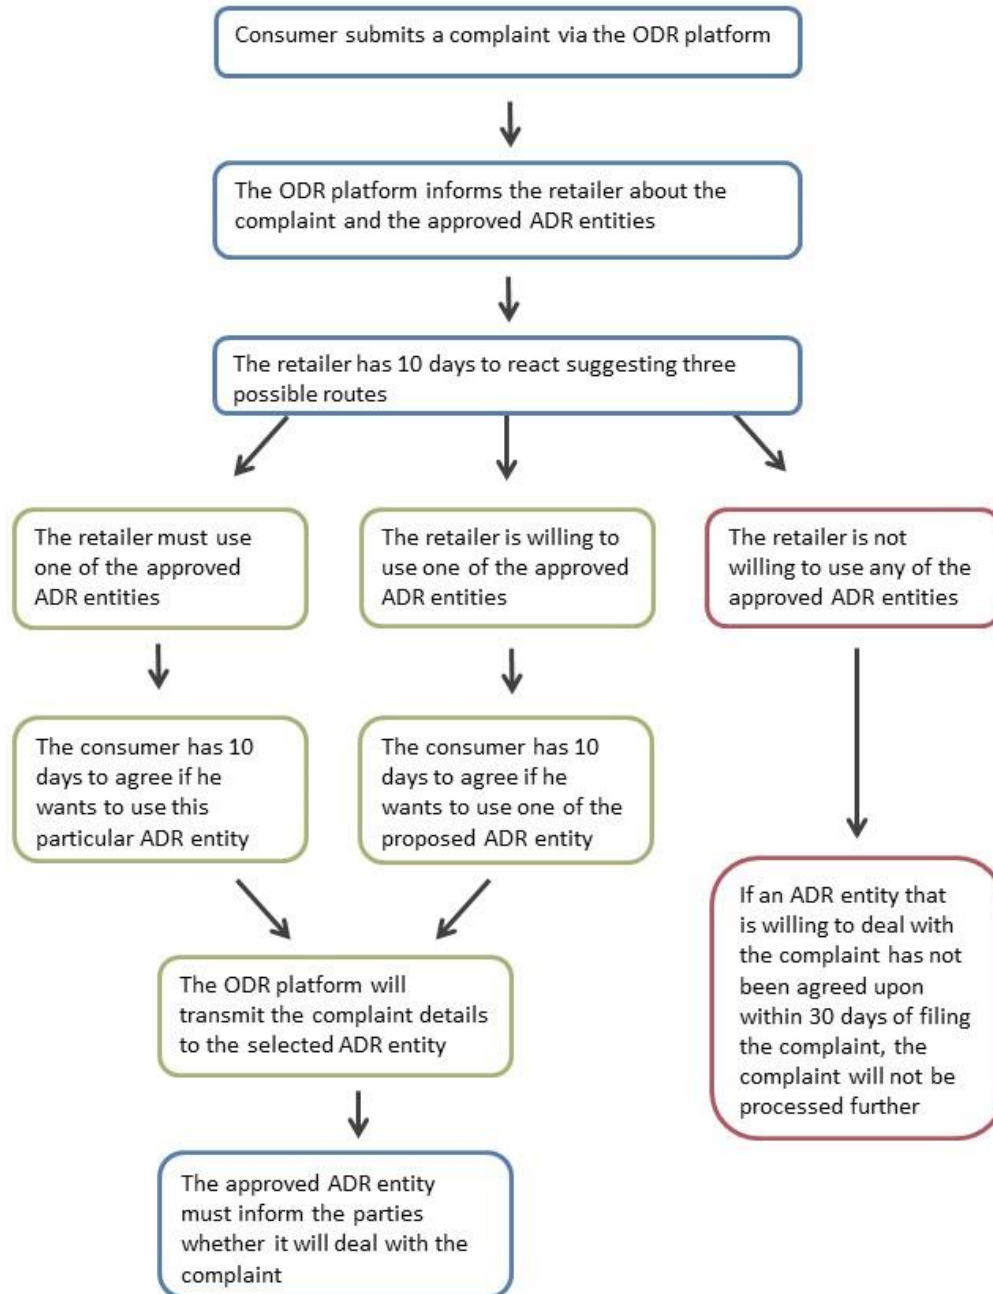 Consumer submits a complaint via the ODR platform
The ODR platform informs the retailer about the
complaint and the approved ADR entities
The retailer has 10 days to react suggesting three
possible routes
The retailer must use
one of the approved
ADR entities
The retailer is willing to
use one of the approved
ADR entities
The retailer is not
willing to use any of the
approved ADR entities
The consumer has 10
days to agree if he
wants to use this
particular ADR entity
The consumer has 10
days to agree if he
wants to use one of the
proposed ADR entity
If an ADR entity that
is willing to deal with
the complaint has not
been agreed upon
within 30 days of filing
the complaint, the
complaint will not be
processed further
The ODR platform will
transmit the complaint details
to the selected ADR entity
The approved ADR entity
must inform the parties
whether it will deal with the
complaint